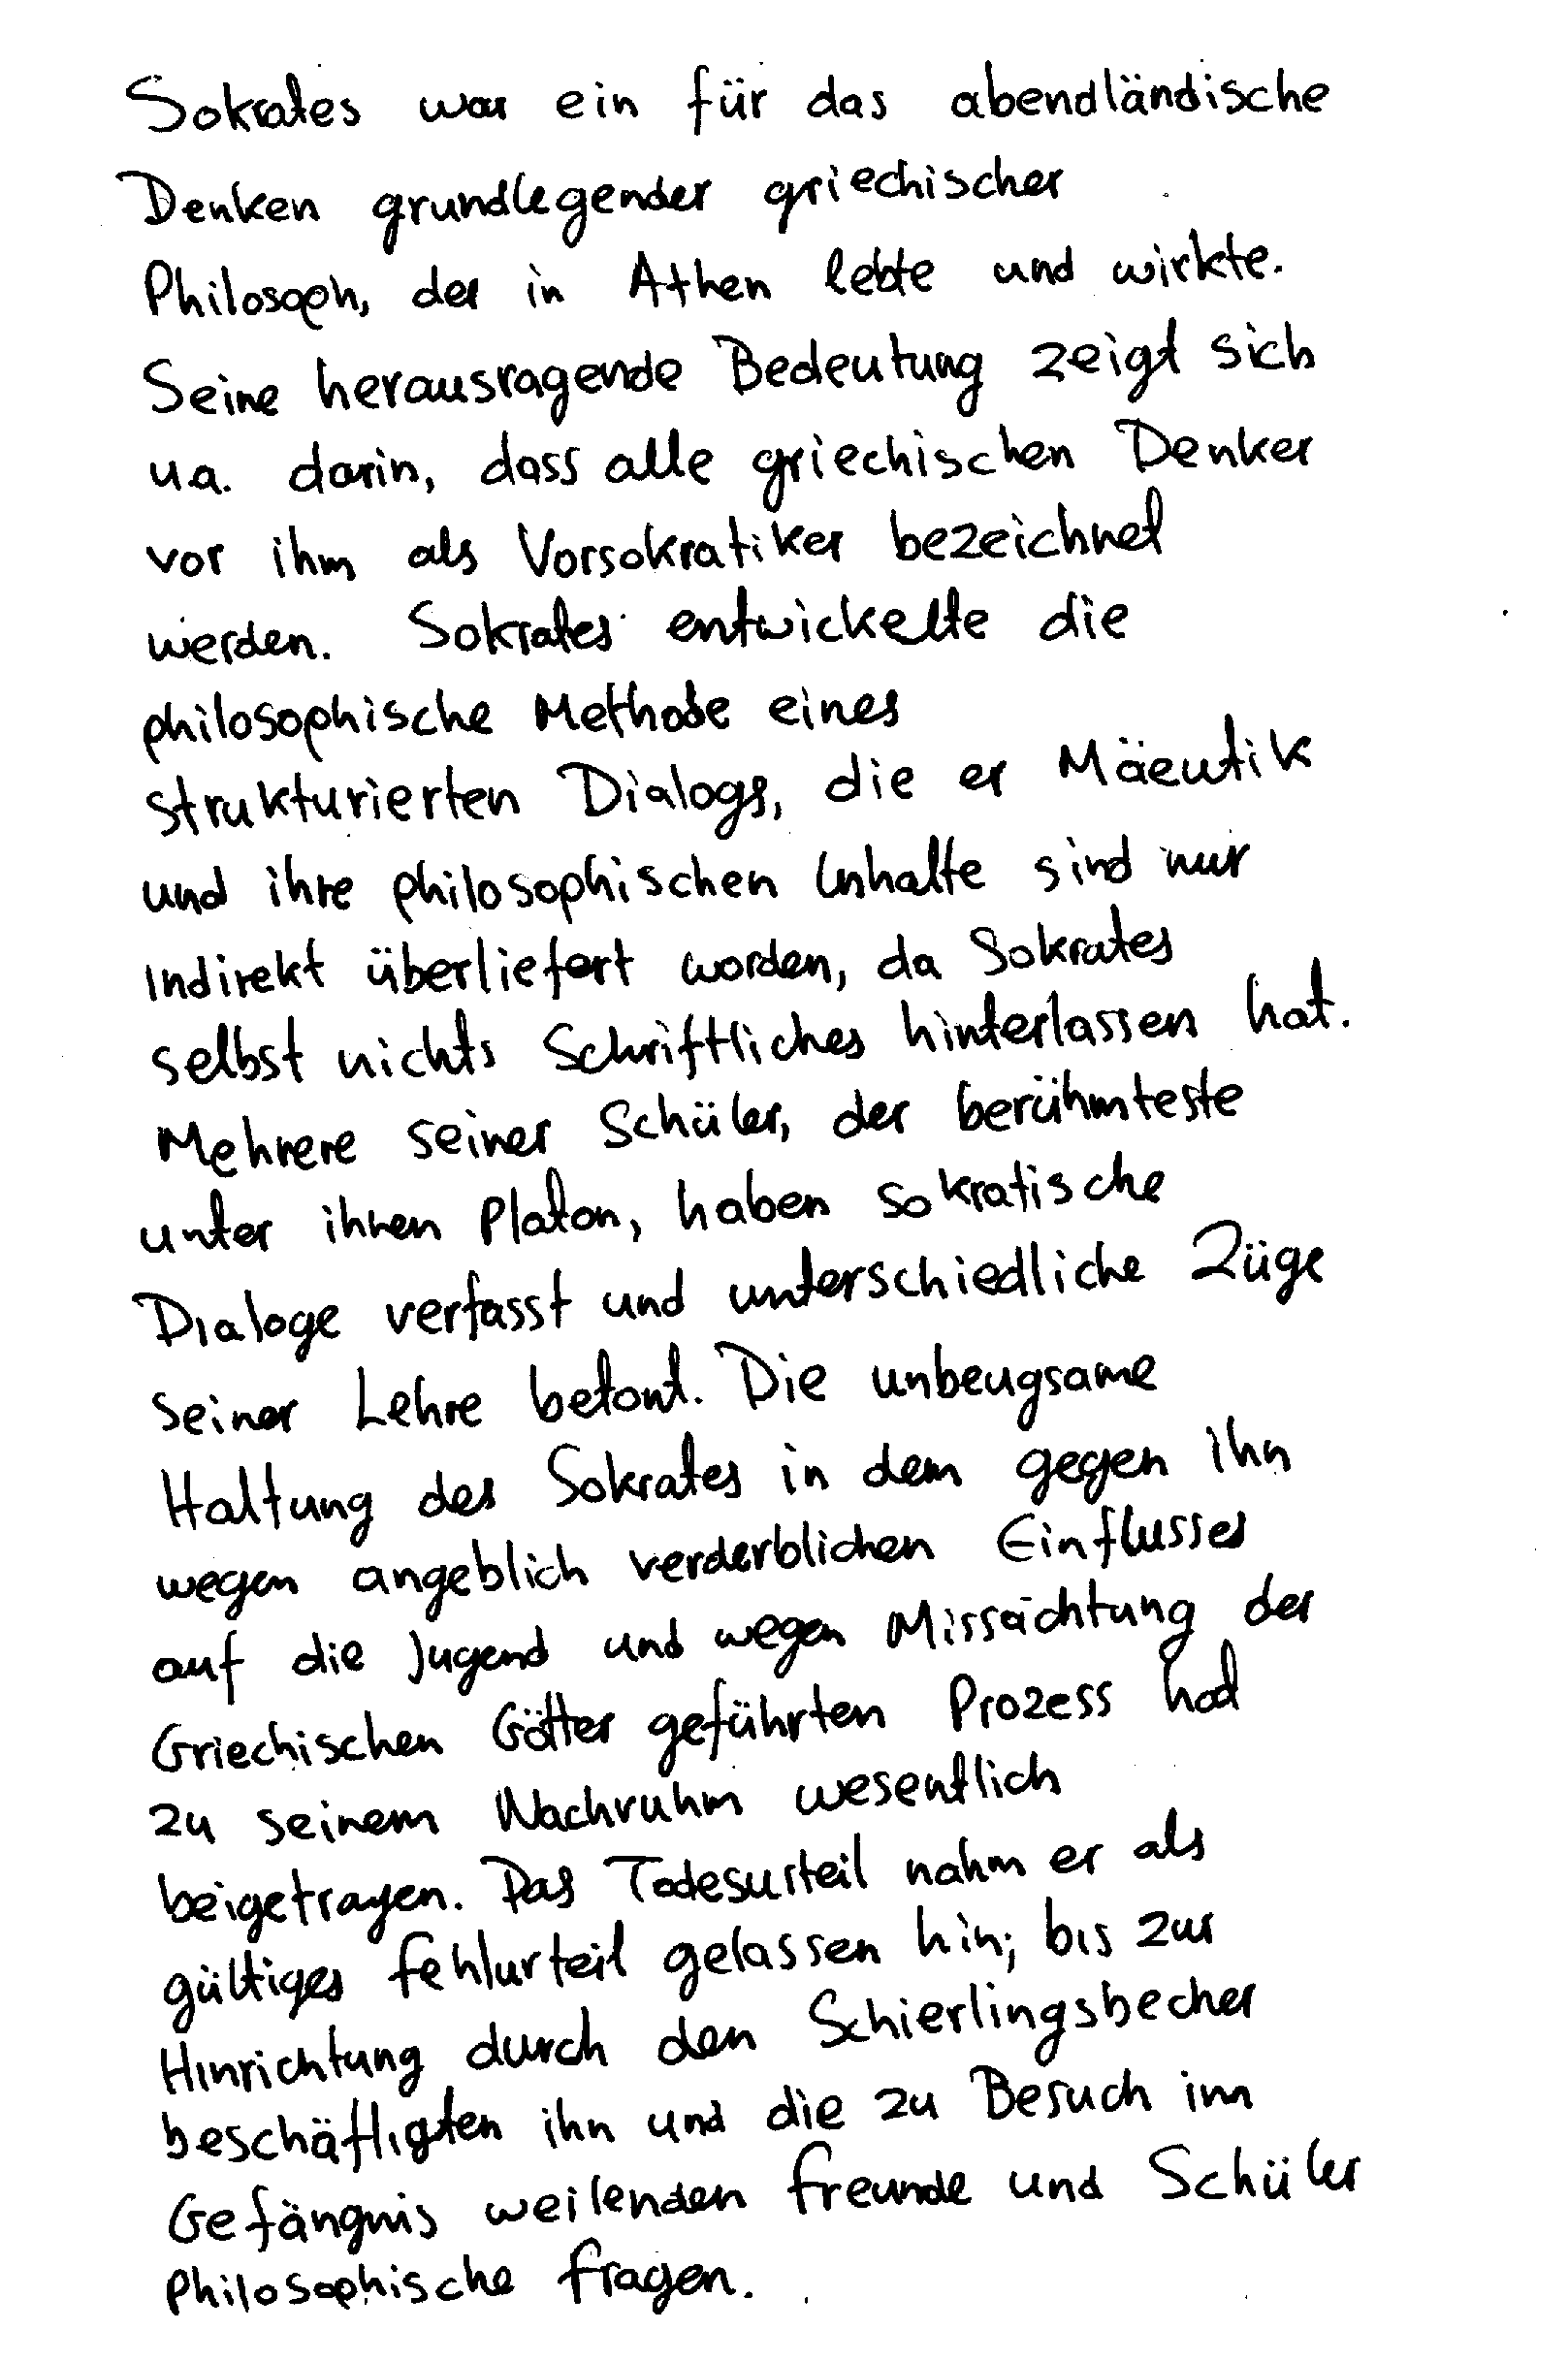 Sokrates war ein für das abendländische
Denken grundlegender griechischer
Philosoph, der in Athen lebte und wirkte.
Seine herausragende Bedeutung zeigt sich
u.a. darin, dass alle griechischen Denker
vor ihm als Vorsokratiker bezeichnet
werden. Sokrates entwickelte die
philosophische Methode eines
strukturierten Dialogs, die er Mäeutik
und ihre philosophischen Inhalte sind nur
Indirekt überliefert worden, da Sokrates
selbst nichts Schriftliches hinterlassen hat.
Mehrere seiner Schüler, der berühmteste
unter ihnen Platon, haben sokratische
Dialoge verfasst und unterschiedliche Züge
seiner Lehre betont. Die unbeugsame
Haltung des Sokrates in dem gegen ihn
wegen angeblich verderblichen Einflusses
auf die Jugend und wegen Missachtung der
Griechischen Götter geführten Prozess hat
zu seinem Nachruhm wesentlich
beigetragen. Das Todesurteil nahm er als
gültiges Fehlurteil gelassen hin; bis zur
Hinrichtung durch den Schierlingsbecher
beschäftigten ihn und die zu Besuch im
Gefängnis weilenden Freunde und Schüler
Philosophische Fragen.